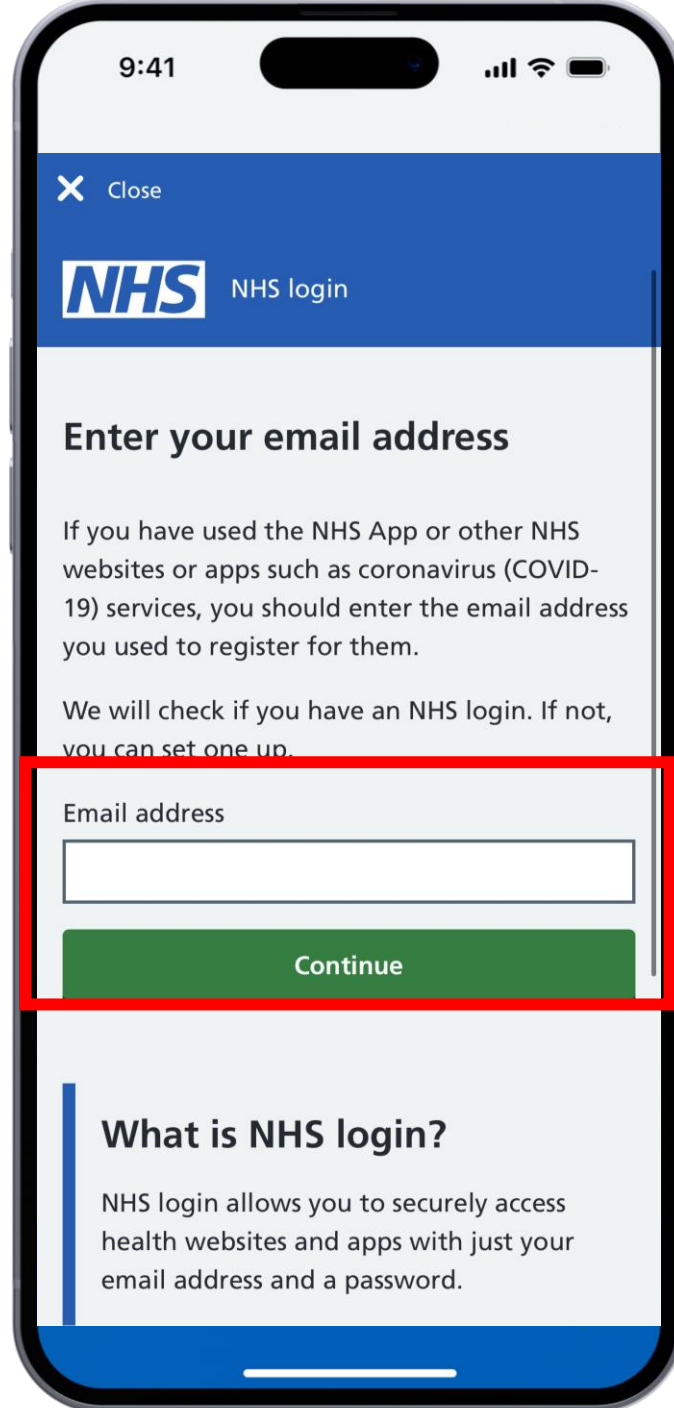 9:41
Close
NHS NHS login
Enter your email address
If you have used the NHS App or other NHS
websites or apps such as coronavirus (COVID-
19) services, you should enter the email address
you used to register for them.
We will check if you have an NHS login. If not,
you can set one up.
Email address
Continue
What is NHS login?
NHS login allows you to securely access
health websites and apps with just your
email address and a password.